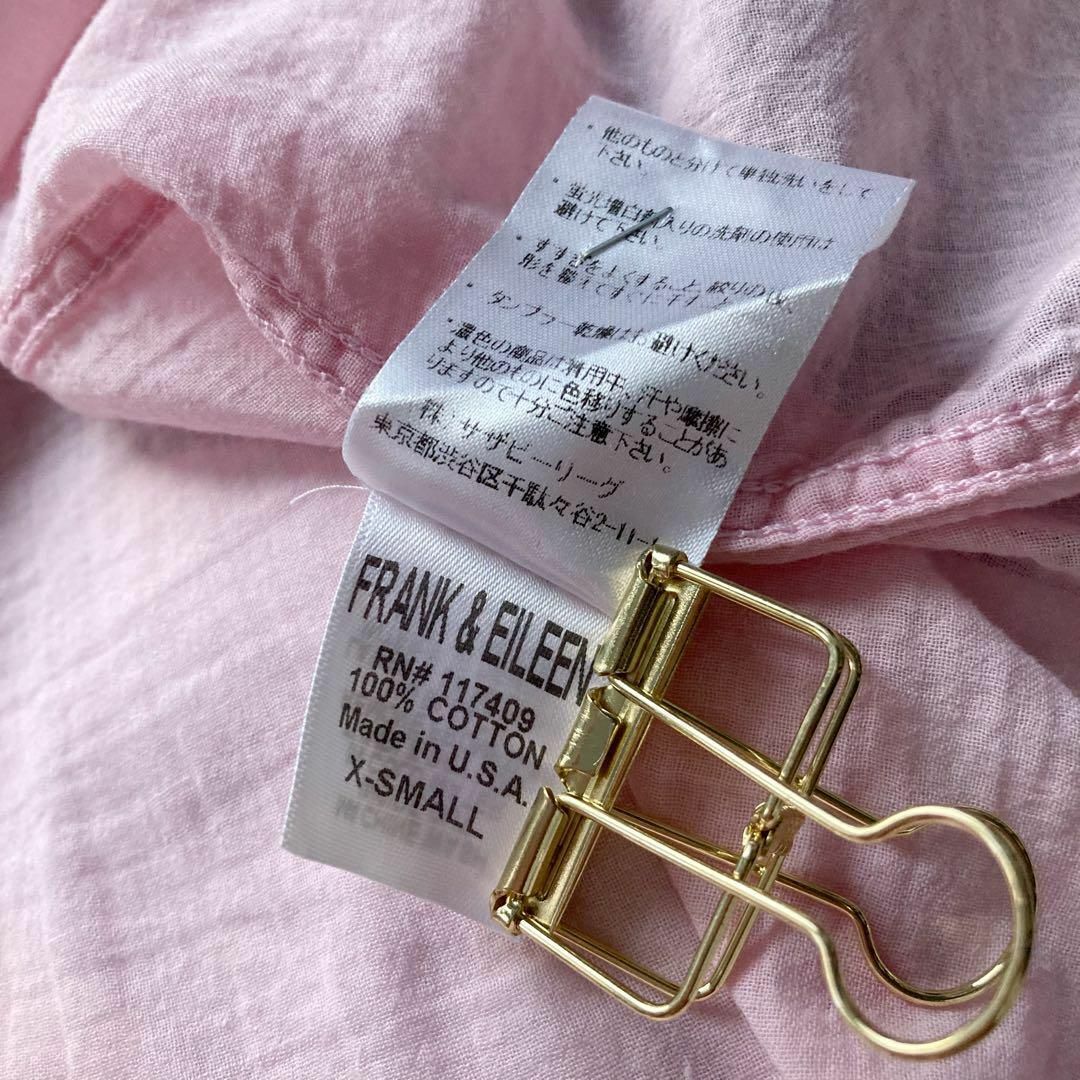 ・他のものと分けて単独洗いをして
下さい。
・蛍光増白剤入りの洗剤の使用は
避けて下さい。
・すすぎをよくすること、絞りのは、
形を整えてすぐに
・タンブラー乾燥はお避けください。
・濃色の商品は着用中、汗や摩擦に
より他のものに色移りすることがあ
りますので十分ご注意下さい。
料：サザビーリーグ
東京都渋谷区千駄々谷2-11-
FRANK & EILEEN
RN# 117409
100% COTTON
Made in U.S.A.
X-SMALL